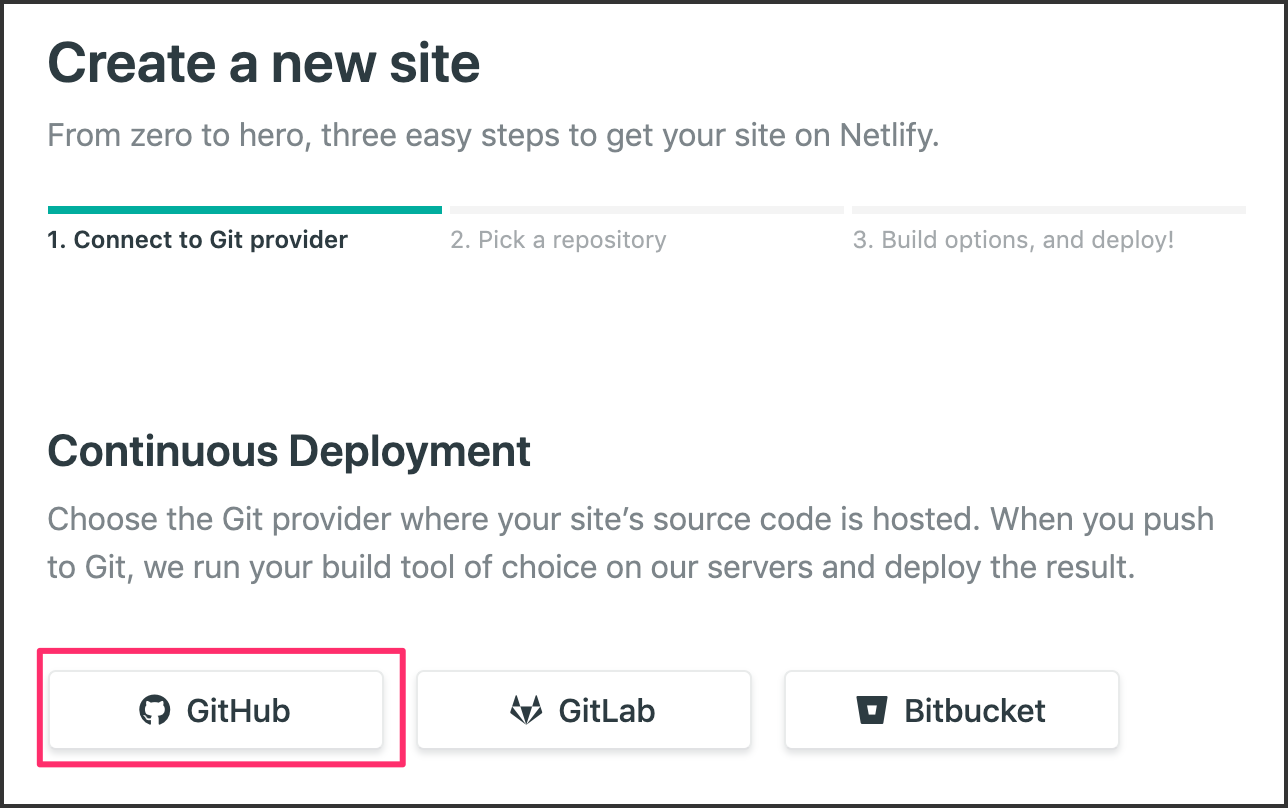 Create a new site
From zero to hero, three easy steps to get your site on Netlify.
1. Connect to Git provider
2. Pick a repository
3. Build options, and deploy!
Continuous Deployment
Choose the Git provider where your site’s source code is hosted. When you push
to Git, we run your build tool of choice on our servers and deploy the result.
GitHub
GitLab
Bitbucket